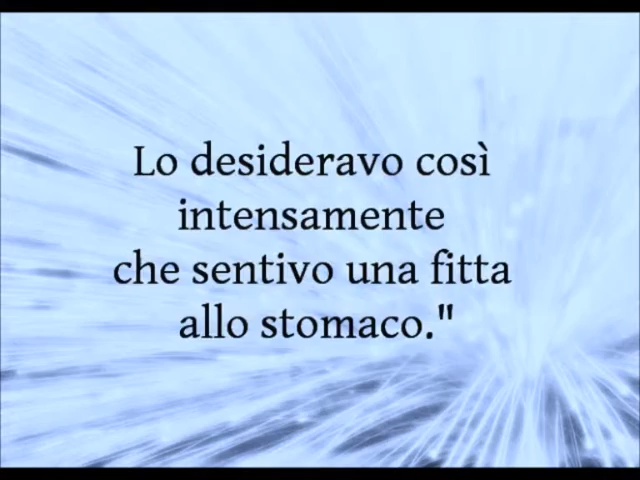 Lo desideravo così
intensamente
che sentivo una fitta
allo stomaco."